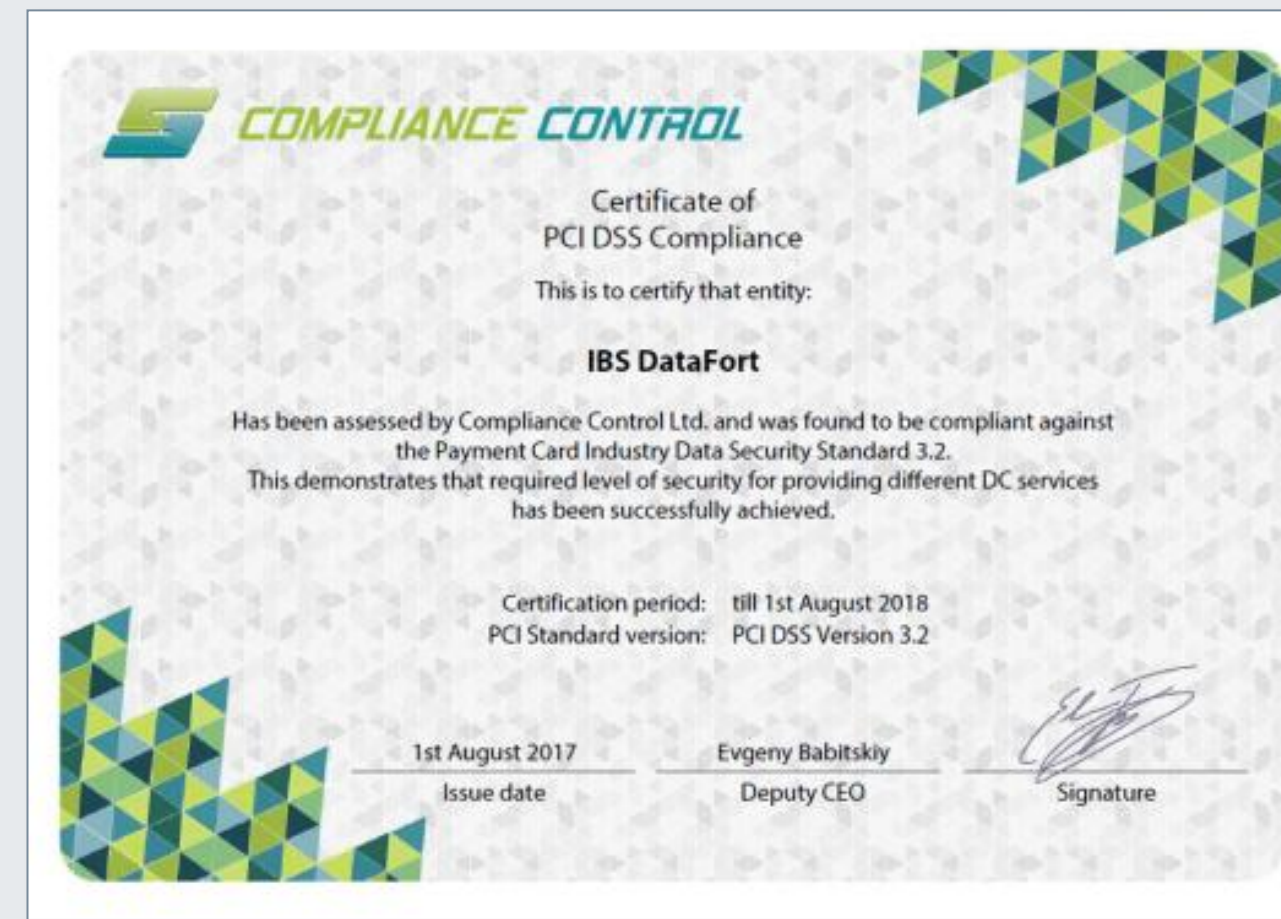 COMPLIANCE CONTROL
Certificate of
PCI DSS Compliance
This is to certify that entity:
IBS DataFort
Has been assessed by Compliance Control Ltd. and was found to be compliant against
the Payment Card Industry Data Security Standard 3.2.
This demonstrates that required level of security for providing different DC services
has been successfully achieved.
Certification period: till 1st August 2018
PCI Standard version: PCI DSS Version 3.2
1st August 2017 Evgeny Babitskiy
Issue date Deputy CEO Signature